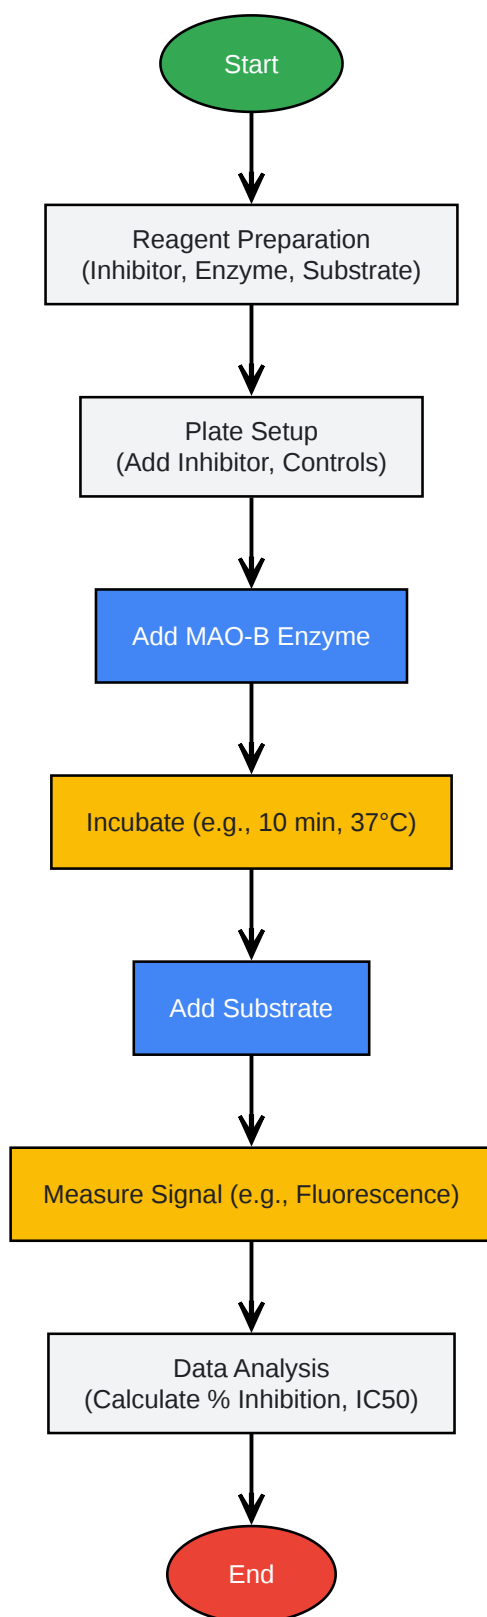 Start
Reagent Preparation
(Inhibitor, Enzyme, Substrate)
Plate Setup
(Add Inhibitor, Controls)
Add MAO-B Enzyme
Incubate (e.g., 10 min, 37°C)
Add Substrate
Measure Signal (e.g., Fluorescence)
Data Analysis
(Calculate % Inhibition, IC50)
End